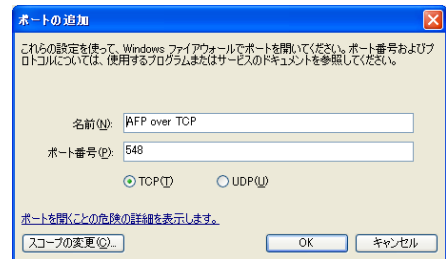 ポートの追加
これらの設定を使って、Windows ファイアウォールでポートを開いてください。ポート番号およびプ
ロトコルについては、使用するプログラムまたはサービスのドキュメントを参照してください。
名前(N): AFP over TCP
ポート番号(P): 548
TCP(T) UDP(U)
ポートを開くことの危険の詳細を表示します。
スコープの変更(C)... OK キャンセル